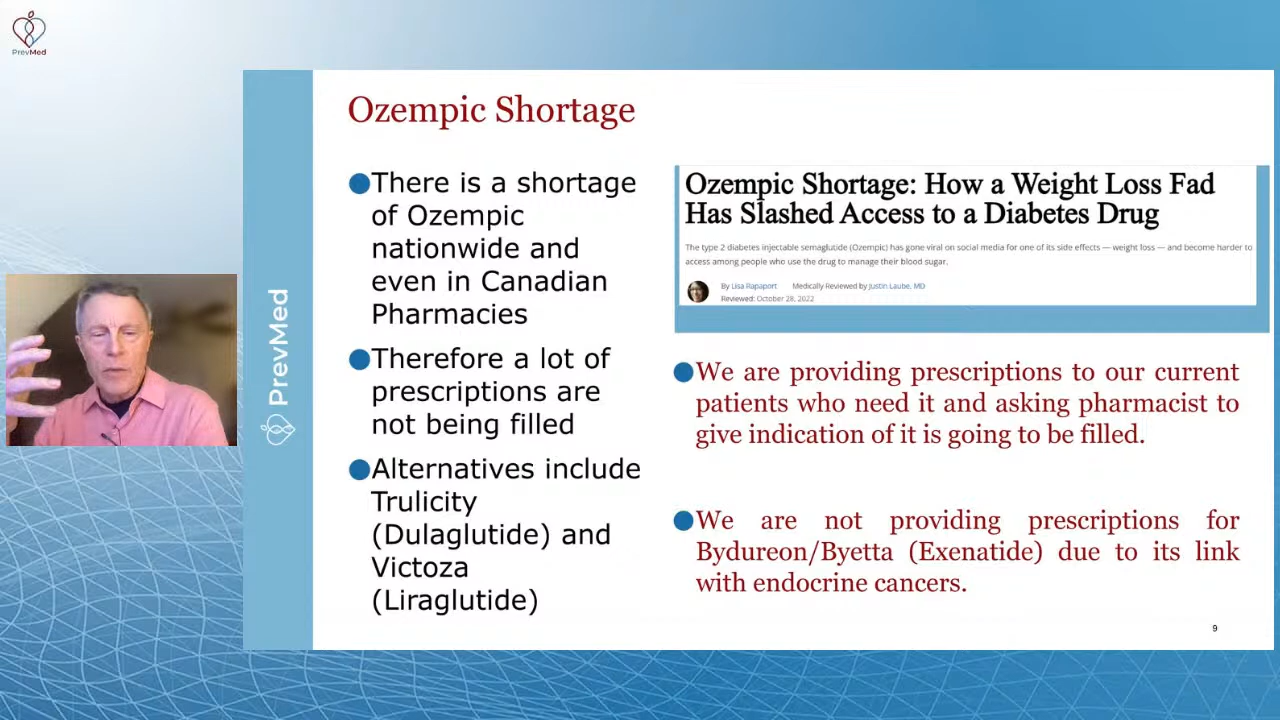 PrevMed
PrevMed
Ozempic Shortage
●There is a shortage
of Ozempic
nationwide and
even in Canadian
Pharmacies
●Therefore a lot of
prescriptions are
not being filled
●Alternatives include
Trulicity
(Dulaglutide) and
Victoza
(Liraglutide)
Ozempic Shortage: How a Weight Loss Fad
Has Slashed Access to a Diabetes Drug
The type 2 diabetes injectable semaglutide (Ozempic) has gone viral on social media for one of its side effects — weight loss — and become harder to
access among people who use the drug to manage their blood sugar.
By Lisa Rapaport Medically Reviewed by Justin Laube, MD
Reviewed: October 28, 2022
●We are providing prescriptions to our current
patients who need it and asking pharmacist to
give indication of it is going to be filled.
●We are not providing prescriptions for
Bydureon/Byetta (Exenatide) due to its link
with endocrine cancers.
9